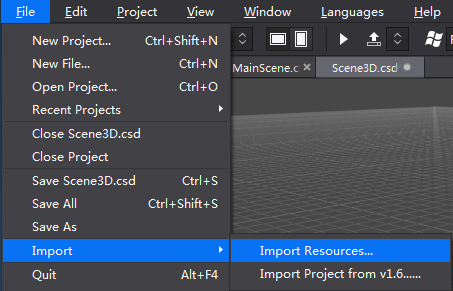 File Edit Project View Window Languages Help
New Project... Ctrl+Shift+N
New File... Ctrl+N
Open Project... Ctrl+O
Recent Projects
Close Scene3D.csd
Close Project
Save Scene3D.csd Ctrl+S
Save All Ctrl+Shift+S
Save As
Import
Quit Alt+F4
MainScene.c
Scene3D.csd
Import Resources...
Import Project from v1.6......